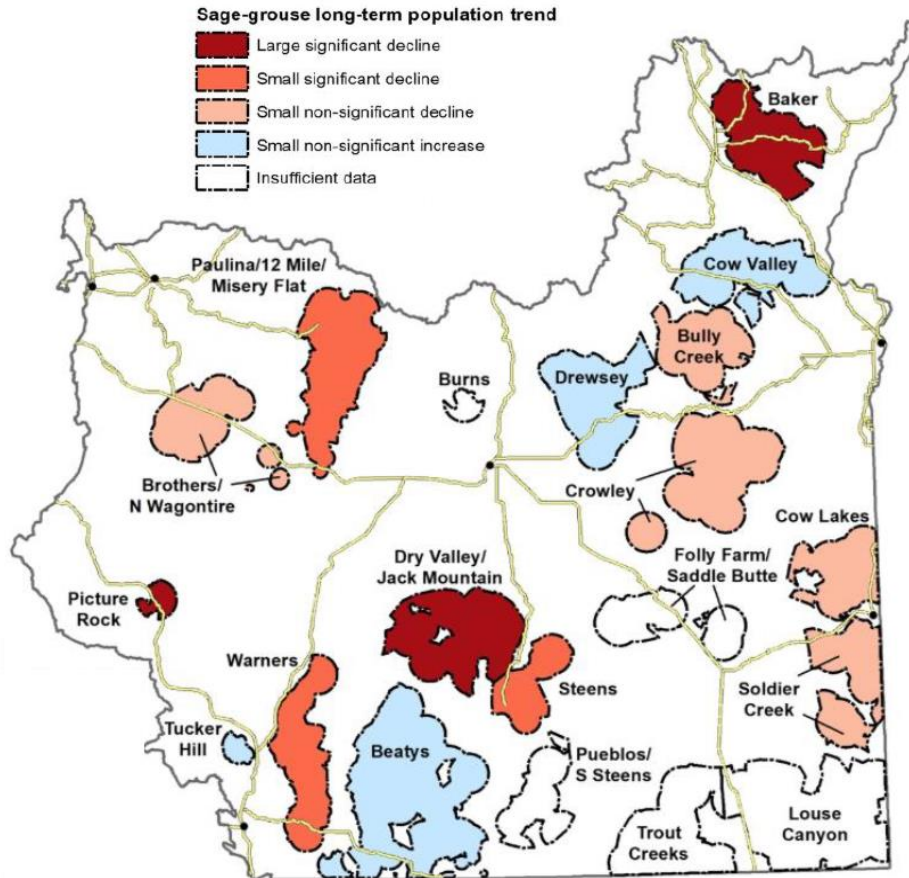 Sage-grouse long-term population trend
Large significant decline
Small significant decline
Small non-significant decline
Small non-significant increase
Insufficient data
Baker
Paulina/12 Mile/
Misery Flat
Cow Valley
Bully
Creek
Drewsey
Burns
Brothers/
N Wagontire
Crowley
Cow Lakes
Dry Valley/
Jack Mountain
Folly Farm/
Saddle Butte
Picture
Rock
Warners
Steens
Soldier
Creek
Tucker
Hill
Beatys
Pueblos/
S Steens
Trout
Creeks
Louse
Canyon